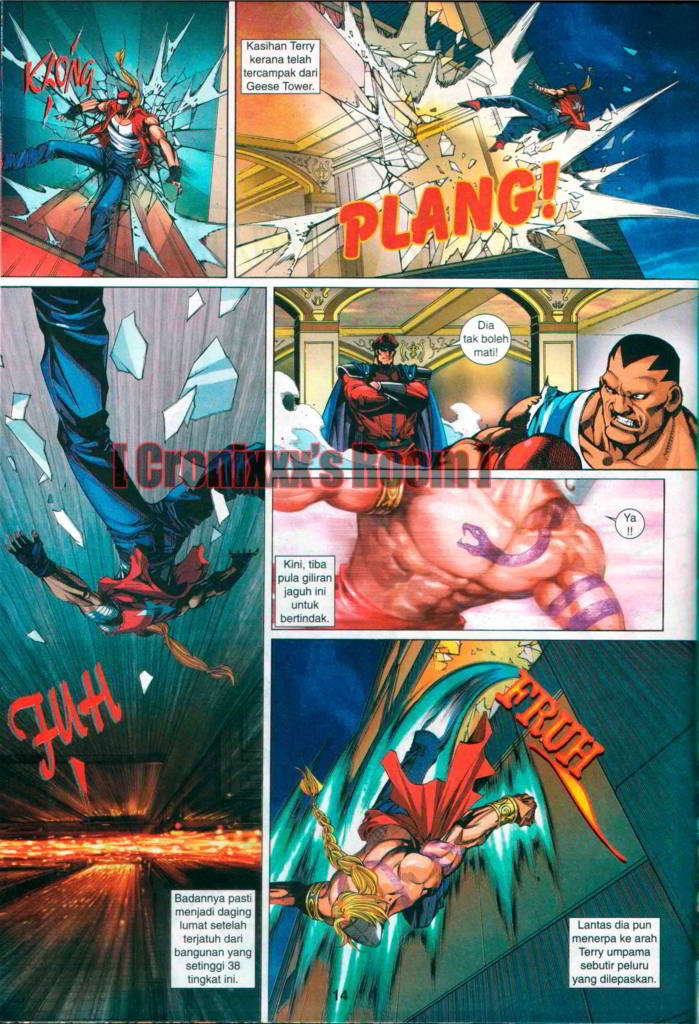 KLONG
!
Kasihan Terry
kerana telah
tercampak dari
Geese Tower.
PLANG!
Dia
tak boleh
mati!
[ Cronixxx's Room ]
Kini, tiba
pula giliran
jaguh ini
untuk
bertindak.
Ya
!!
FUH
!
FRUH
Badannya pasti
menjadi daging
lumat setelah
terjatuh dari
bangunan yang
setinggi 38
tingkat ini.
Lantas dia pun
menerpa ke arah
Terry umpama
sebutir peluru
yang dilepaskan.
14